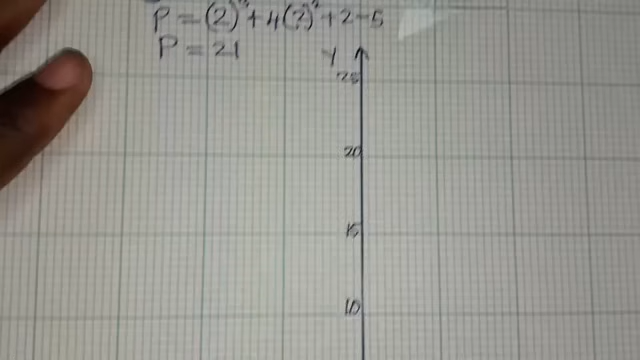 P = (2)³ + 4(2)² + 2 - 5
P = 21
Y
25
20
15
10